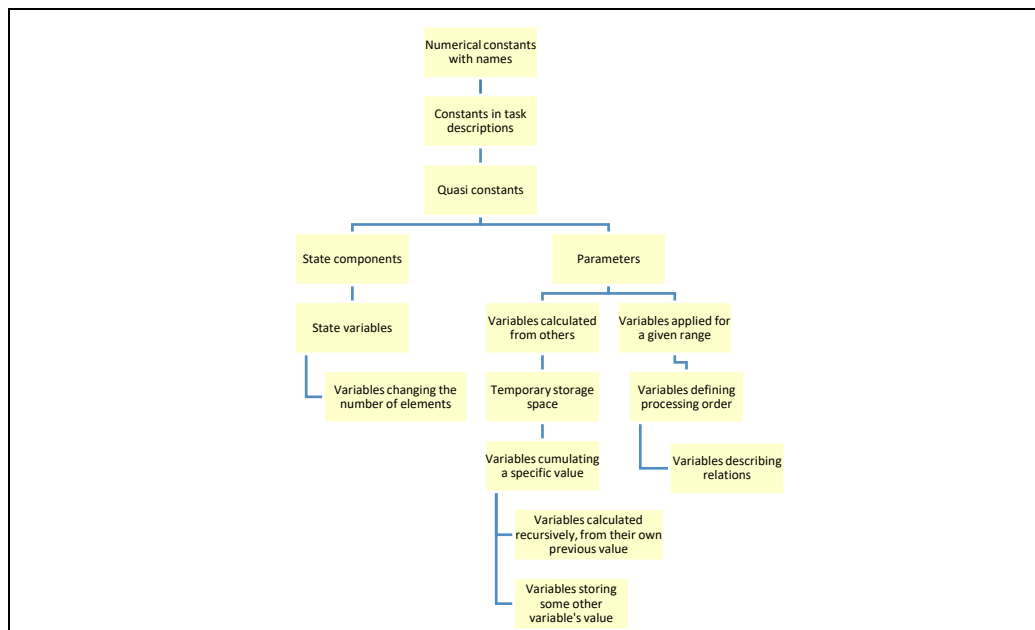 Numerical constants
with names
Constants in task
descriptions
Quasi constants
State components
Parameters
State variables
Variables calculated
from others
Variables applied for
a given range
Variables changing the
number of elements
Temporary storage
space
Variables defining
processing order
Variables cumulating
a specific value
Variables describing
relations
Variables calculated
recursively, from their own
previous value
Variables storing
some other
variable's value